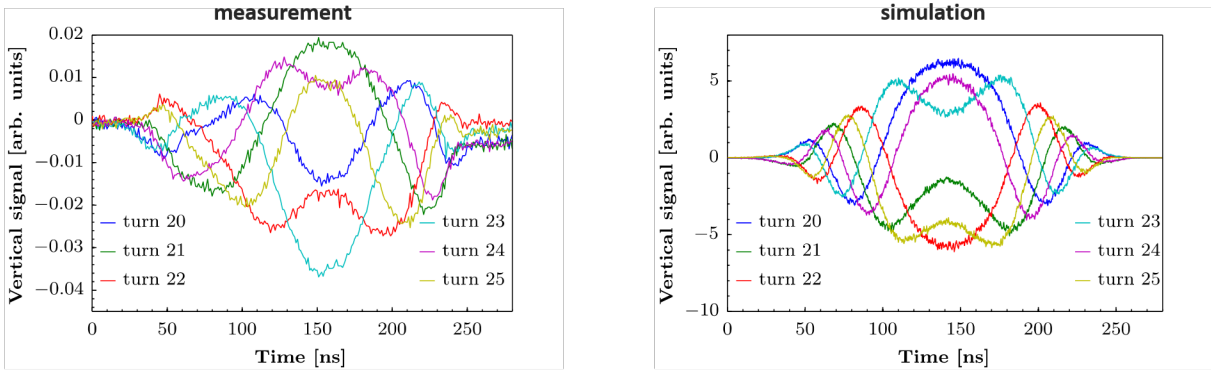 measurement
Vertical signal [arb. units]
0.02
0.01
0
−0.01
−0.02
−0.03
−0.04
turn 20
turn 21
turn 22
turn 23
turn 24
turn 25
0 50 100 150 200 250
Time [ns]
simulation
Vertical signal [arb. units]
5
0
−5
−10
turn 20
turn 21
turn 22
turn 23
turn 24
turn 25
0 50 100 150 200 250
Time [ns]